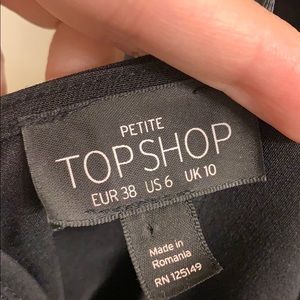 PETITE
TOPSHOP
EUR 38 US 6 UK 10
Made in
Romania
RN 125149